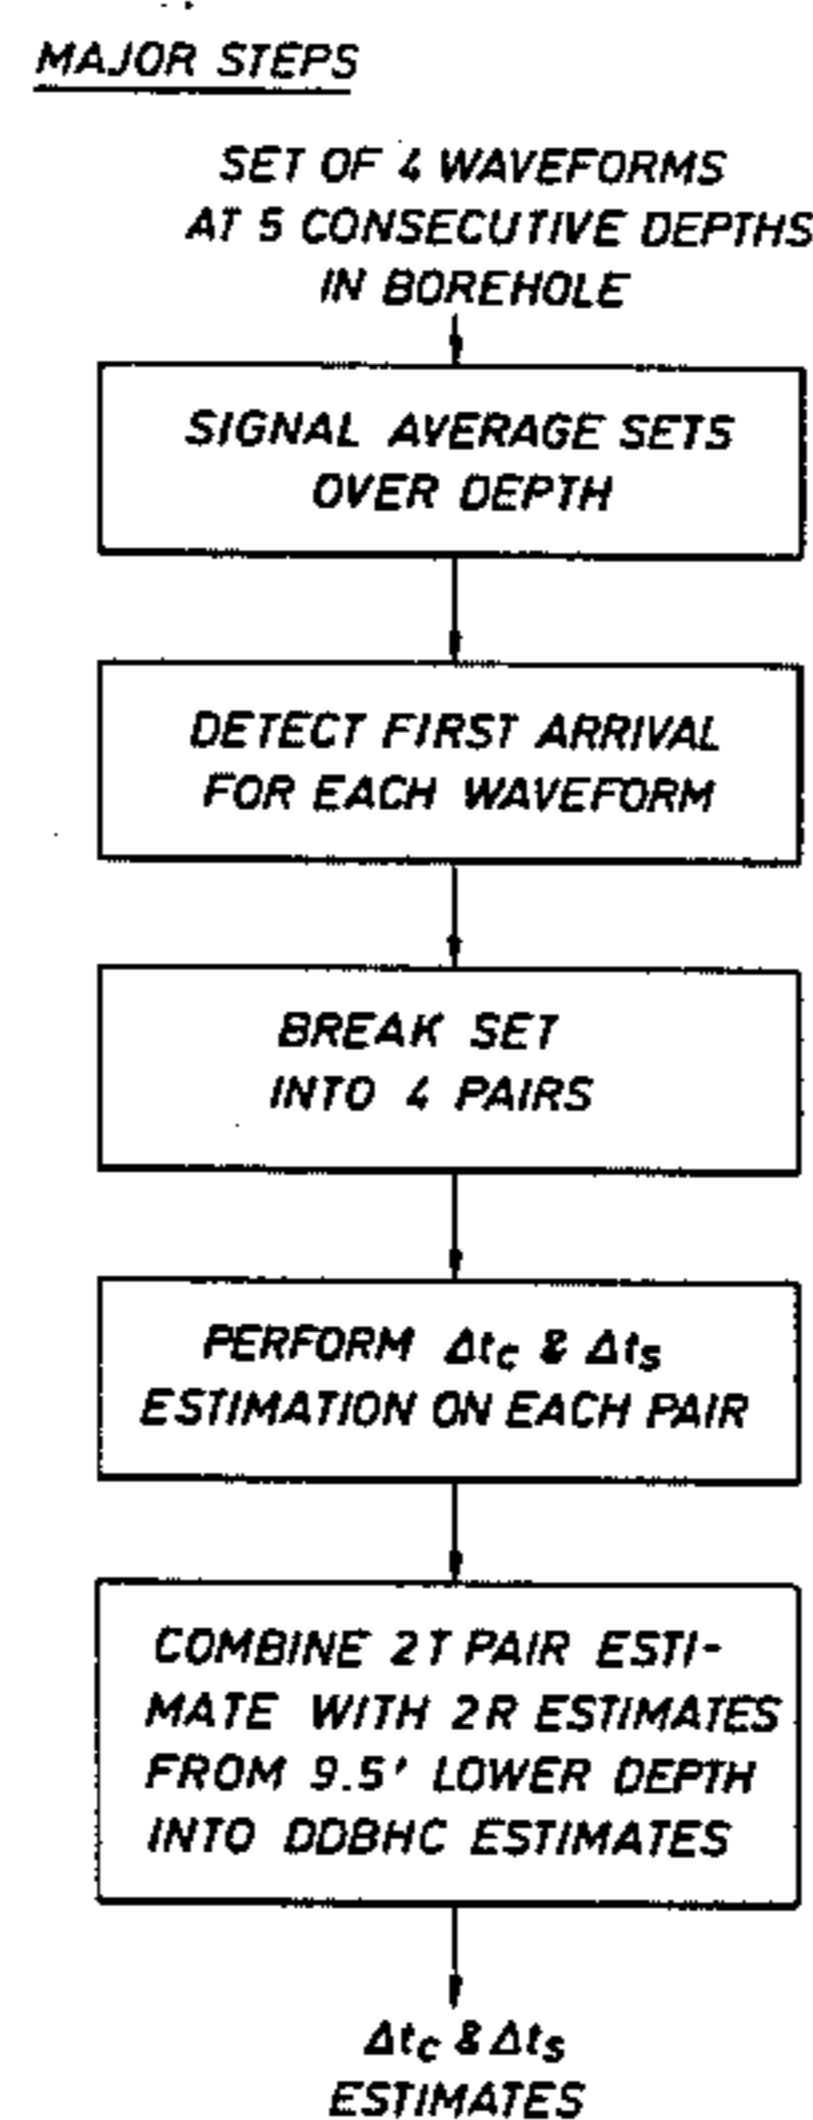 MAJOR STEPS
SET OF 4 WAVEFORMS
AT 5 CONSECUTIVE DEPTHS
IN BOREHOLE
SIGNAL AVERAGE SETS
OVER DEPTH
DETECT FIRST ARRIVAL
FOR EACH WAVEFORM
BREAK SET
INTO 4 PAIRS
PERFORM Δtc & Δts
ESTIMATION ON EACH PAIR
COMBINE 2T PAIR ESTI-
MATE WITH 2R ESTIMATES
FROM 9.5' LOWER DEPTH
INTO DDBHC ESTIMATES
Δtc & Δts
ESTIMATES